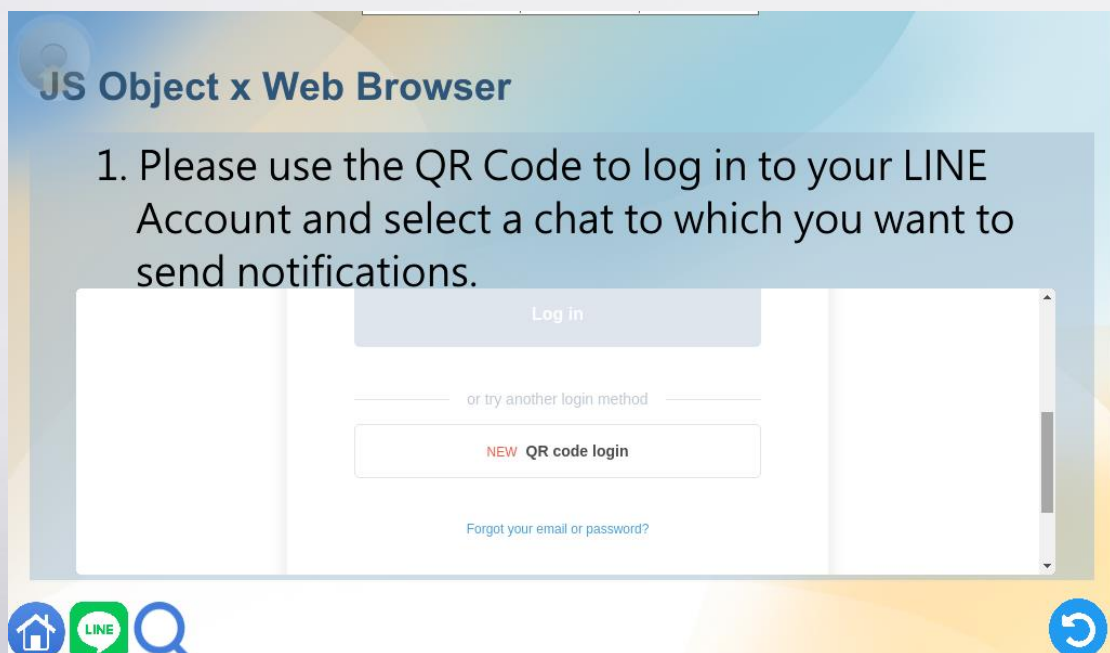 JS Object x Web Browser
1. Please use the QR Code to log in to your LINE
Account and select a chat to which you want to
send notifications.
Log in
or try another login method
NEW QR code login
Forgot your email or password?
LINE